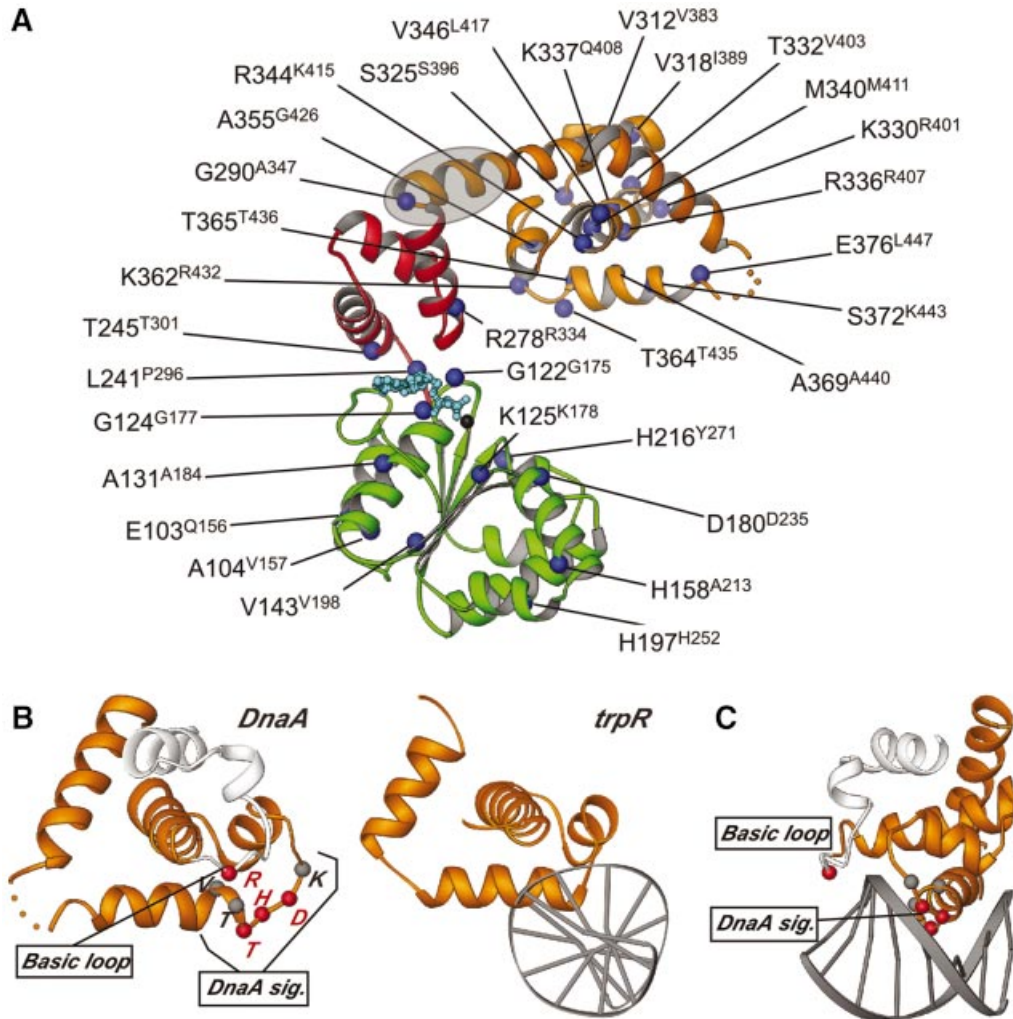 A
V346L417
V312V383
K337Q408
T332V403
S325S396
V318I389
R344K415
M340M411
A355G426
K330R401
G290A347
R336R407
T365T436
E376L447
K362R432
S372K443
R278R334
T245T301
T364T435
G122G175
A369A440
L241P296
K125K178
G124G177
H216Y271
A131A184
D180D235
E103Q156
A104V157
H158A213
V143V198
H197H252
B
DnaA
trpR
C
V
R
K
H
T
D
T
Basic loop
DnaA sig.
Basic loop
DnaA sig.